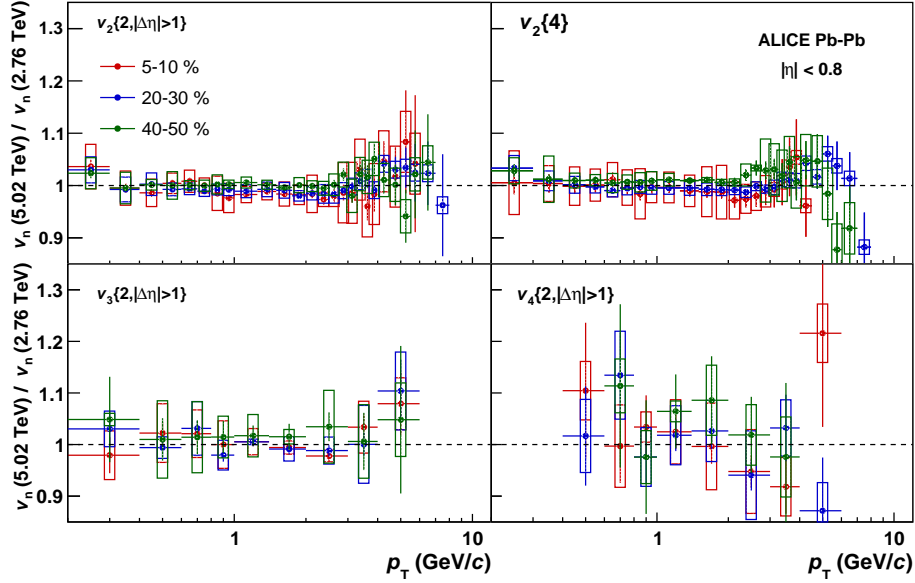 v₂{2,|Δη|>1}
5-10 %
20-30 %
40-50 %
v₂{4}
ALICE Pb-Pb
|η| < 0.8
vₙ(5.02 TeV) / vₙ (2.76 TeV)
1.3
1.2
1.1
1
0.9
v₃{2,|Δη|>1}
v₄{2,|Δη|>1}
vₙ(5.02 TeV) / vₙ (2.76 TeV)
1.3
1.2
1.1
1
0.9
1 10
1 10
p_T (GeV/c)
p_T (GeV/c)